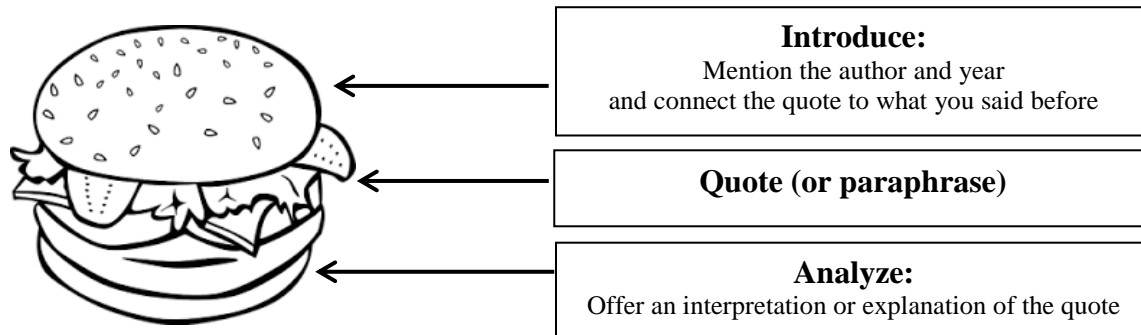 Introduce:
Mention the author and year
and connect the quote to what you said before
Quote (or paraphrase)
Analyze:
Offer an interpretation or explanation of the quote